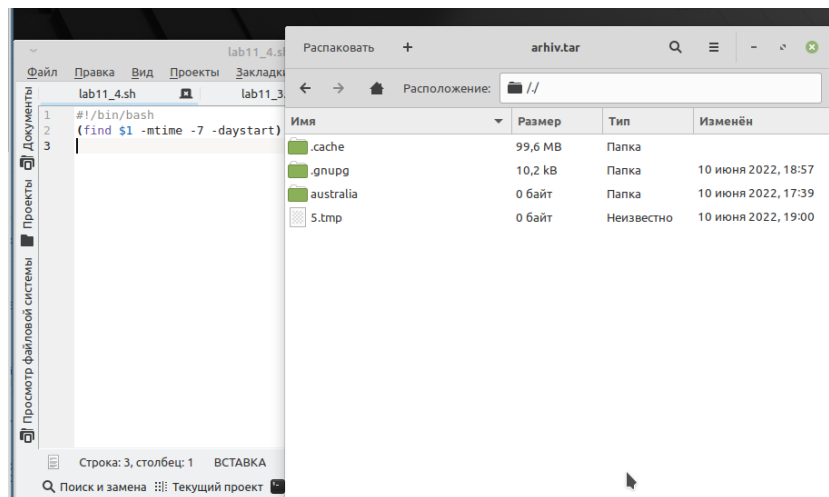 lab11_4.sh
Файл Правка Вид Проекты Закладки
lab11_4.sh lab11_3.
Документы
Проекты
Просмотр файловой системы
1 #!/bin/bash
2 (find $1 -mtime -7 -daystart)
3
Строка: 3, столбец: 1 ВСТАВКА
Поиск и замена Текущий проект
Распаковать + arhiv.tar
Расположение: /./
Имя Размер Тип Изменён
.cache 99,6 MB Папка
.gnupg 10,2 kB Папка 10 июня 2022, 18:57
australia 0 байт Папка 10 июня 2022, 17:39
5.tmp 0 байт Неизвестно 10 июня 2022, 19:00